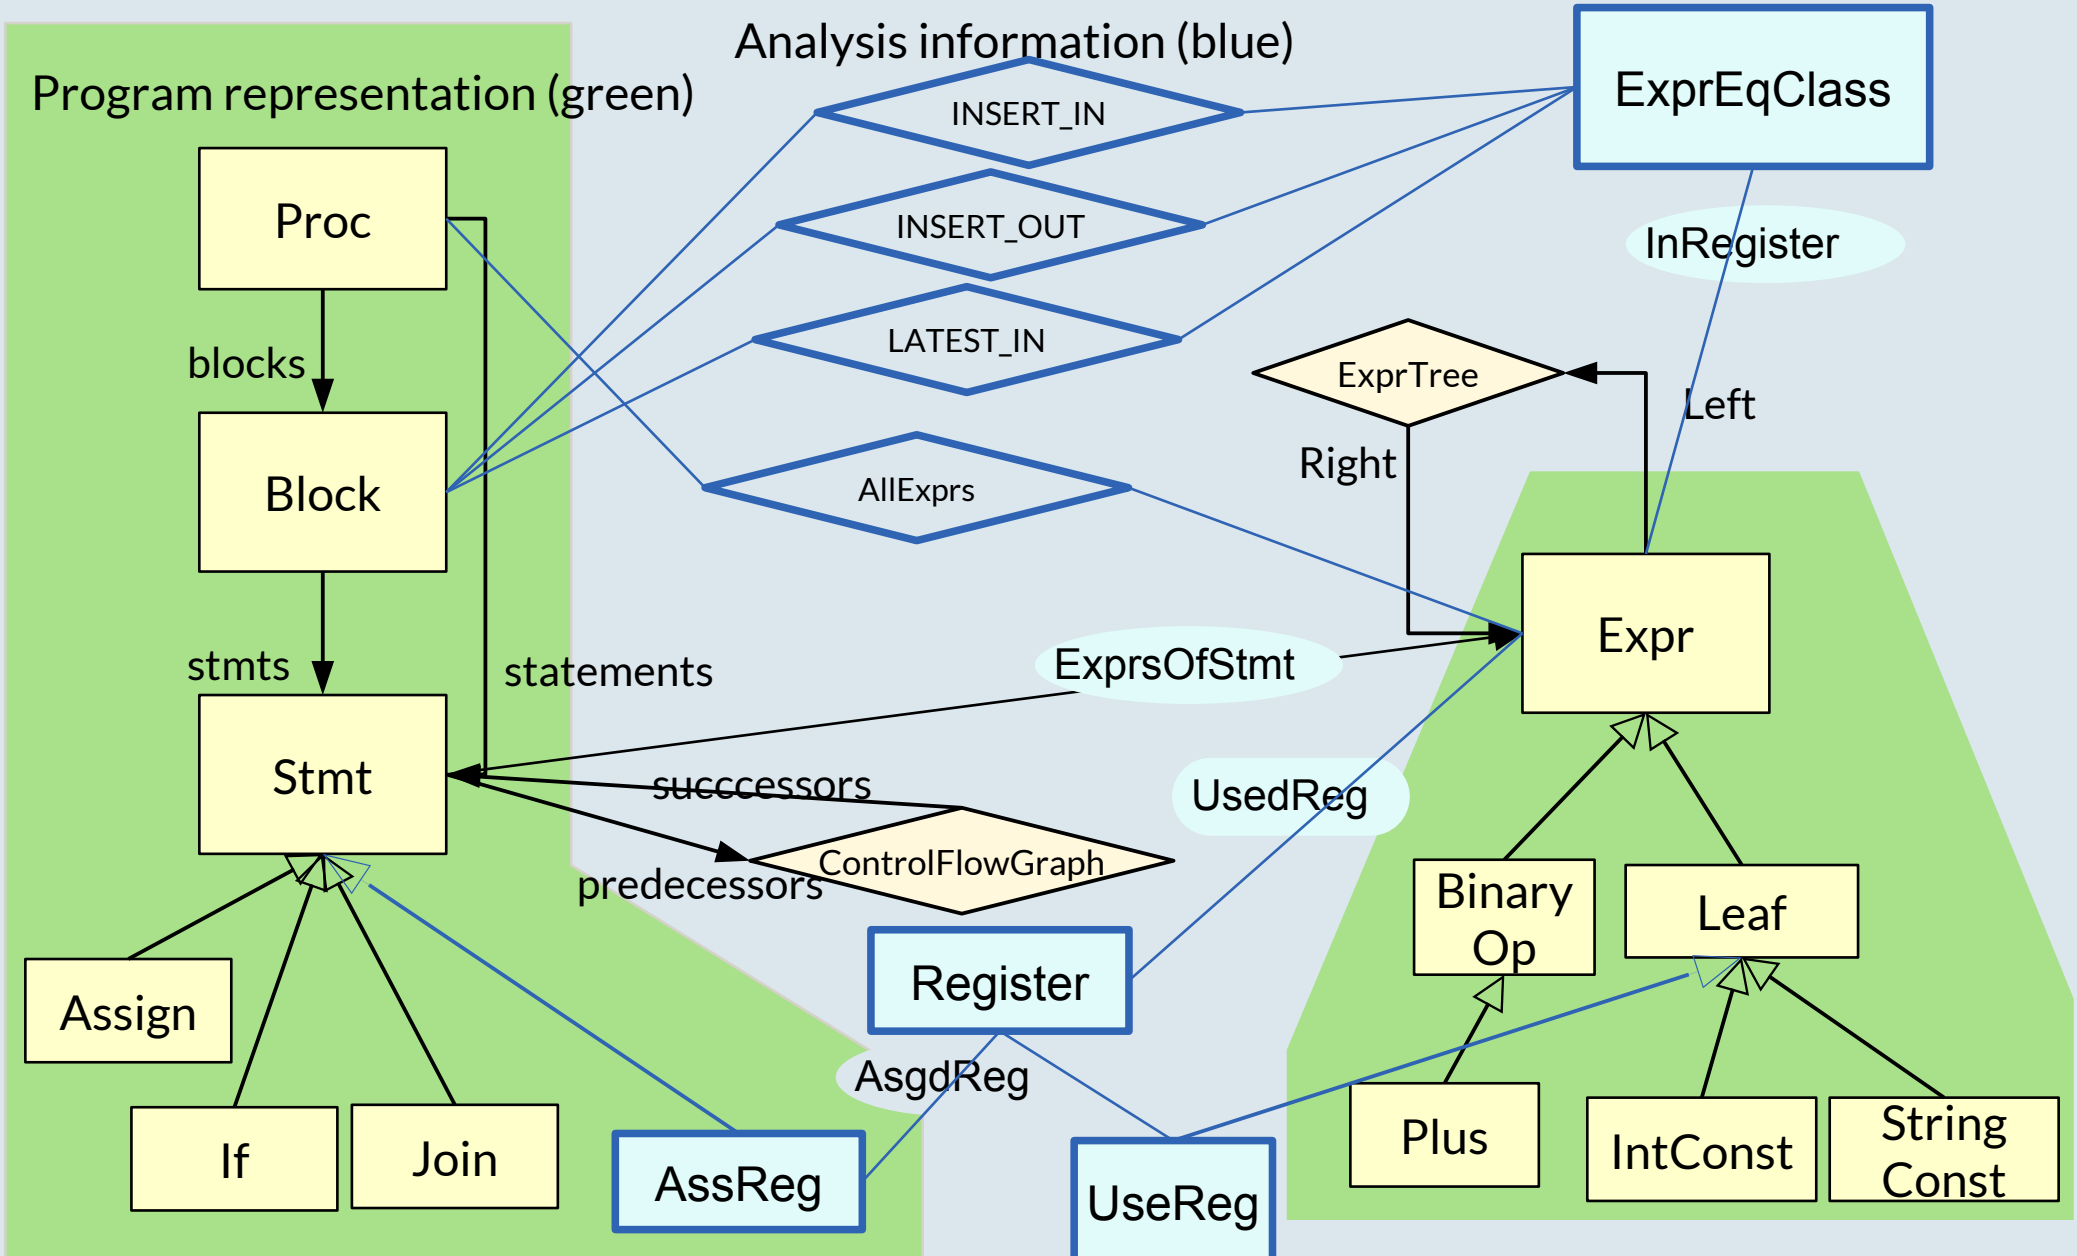 Analysis information (blue)
Program representation (green)
ExprEqClass
INSERT_IN
Proc
INSERT_OUT
InRegister
LATEST_IN
blocks
ExprTree
Left
Right
Block
AllExprs
Expr
stmts
statements
ExprsOfStmt
Stmt
succcessors
UsedReg
predecessors
ControlFlowGraph
Binary
Op
Leaf
Register
Assign
AsgdReg
If
Join
AssReg
UseReg
Plus
IntConst
String
Const